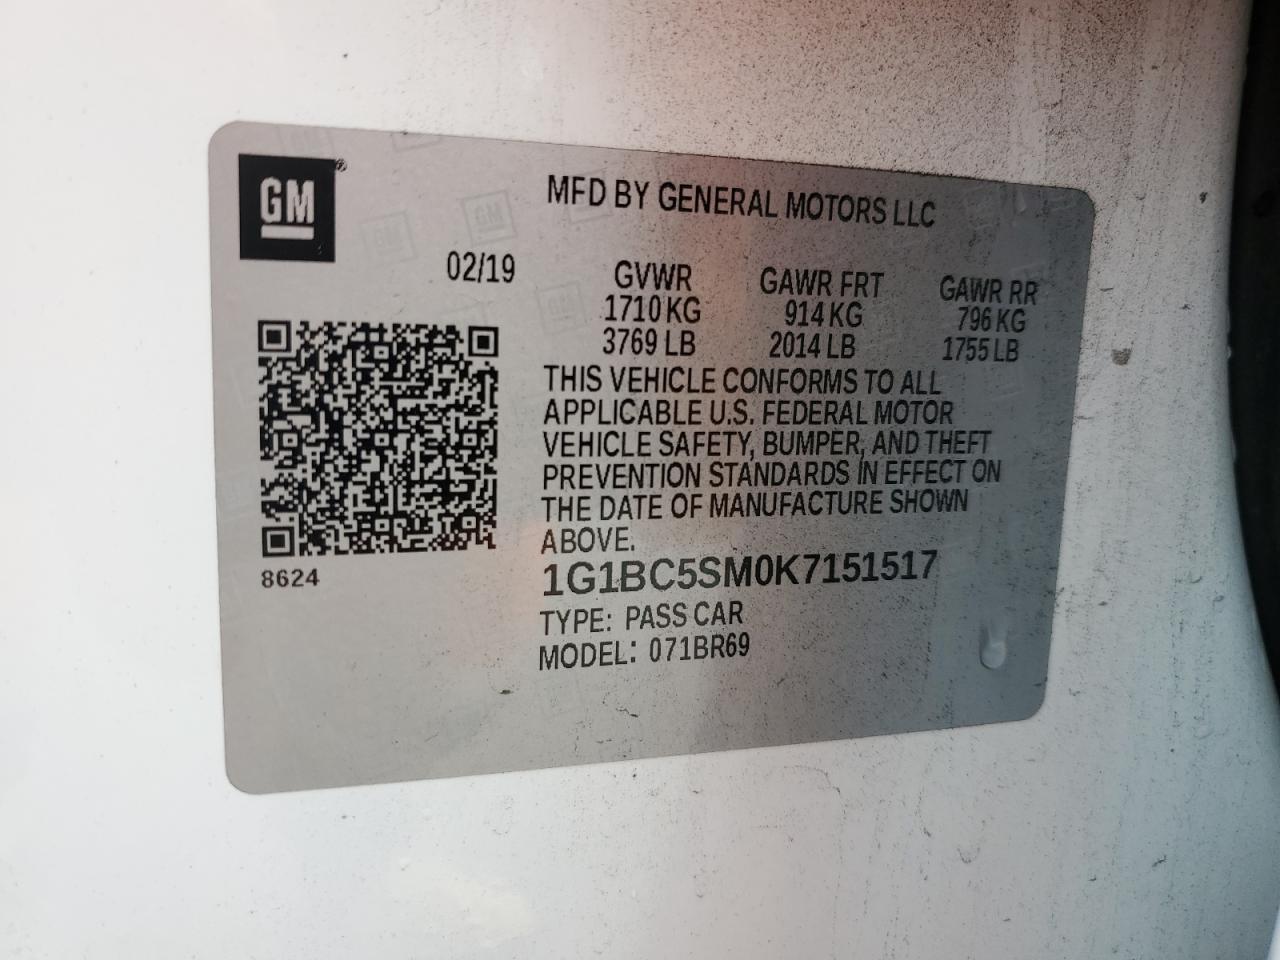 GM®
MFD BY GENERAL MOTORS LLC
02/19
GVWR GAWR FRT GAWR RR
1710 KG 914 KG 796 KG
3769 LB 2014 LB 1755 LB
THIS VEHICLE CONFORMS TO ALL
APPLICABLE U.S. FEDERAL MOTOR
VEHICLE SAFETY, BUMPER, AND THEFT
PREVENTION STANDARDS IN EFFECT ON
THE DATE OF MANUFACTURE SHOWN
ABOVE.
8624
1G1BC5SM0K7151517
TYPE: PASS CAR
MODEL: 071BR69